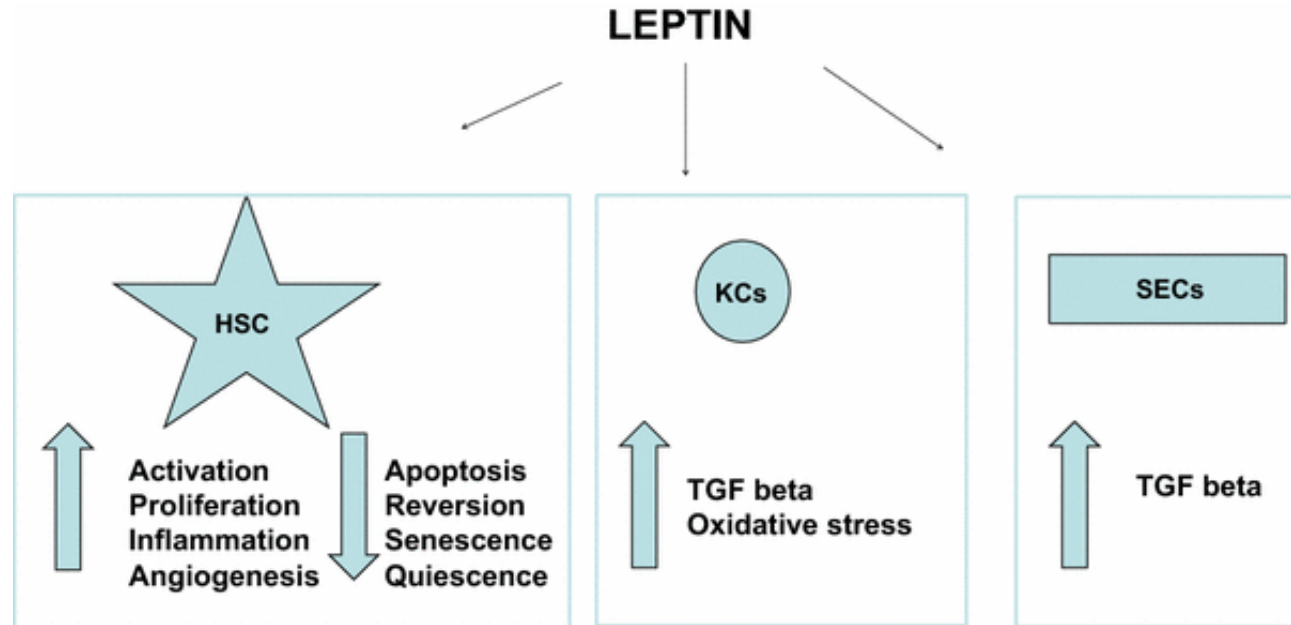 LEPTIN
HSC
Activation
Proliferation
Inflammation
Angiogenesis
Apoptosis
Reversion
Senescence
Quiescence
KCs
TGF beta
Oxidative stress
SECs
TGF beta